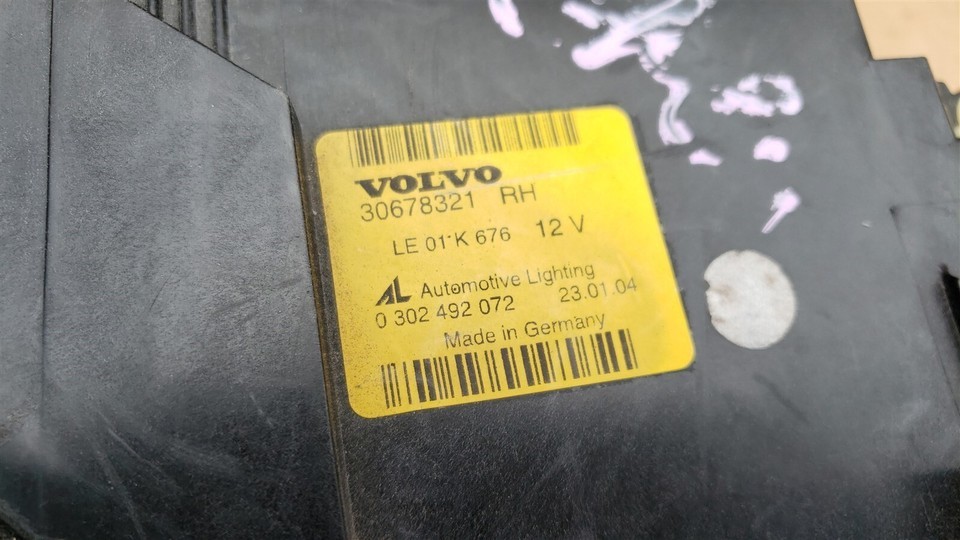 VOLVO
30678321 RH
LE 01 K 676 12 V
AL Automotive Lighting
0 302 492 072 23.01.04
Made in Germany